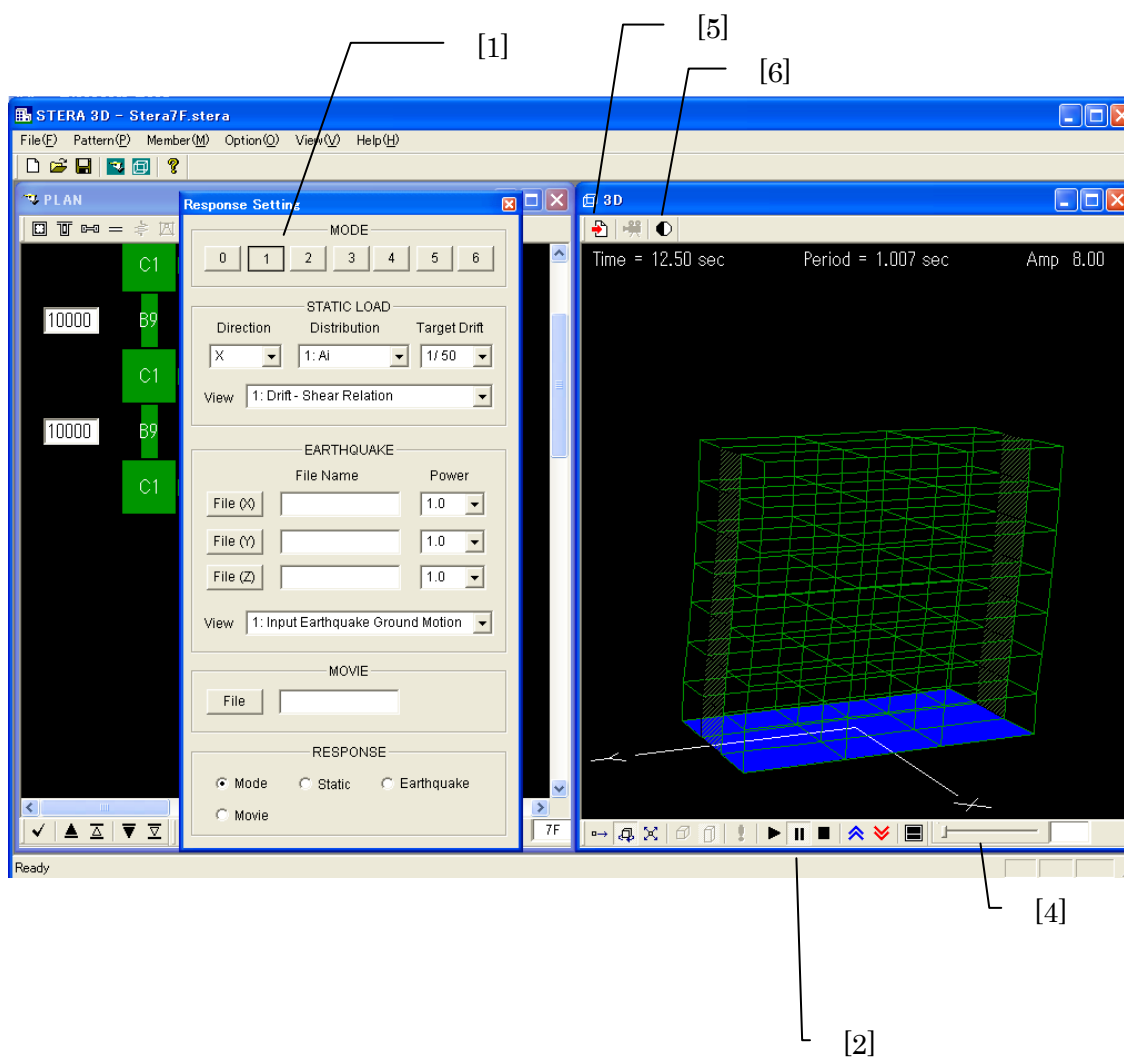 [5]
[1]
[6]
STERA 3D - Stera7F.stera
File(F) Pattern(P) Member(M) Option(O) View(V) Help(H)
PLAN
Response Setting
3D
MODE
0 1 2 3 4 5 6
Time = 12.50 sec Period = 1.007 sec Amp 8.00
C1
10000 B9
C1
10000 B9
C1
STATIC LOAD
Direction Distribution Target Drift
X 1: Ai 1/ 50
View 1: Drift - Shear Relation
EARTHQUAKE
File Name Power
File (X) 1.0
File (Y) 1.0
File (Z) 1.0
View 1: Input Earthquake Ground Motion
MOVIE
File
RESPONSE
Mode Static Earthquake
Movie
Y
X
7F
Ready
[4]
[2]